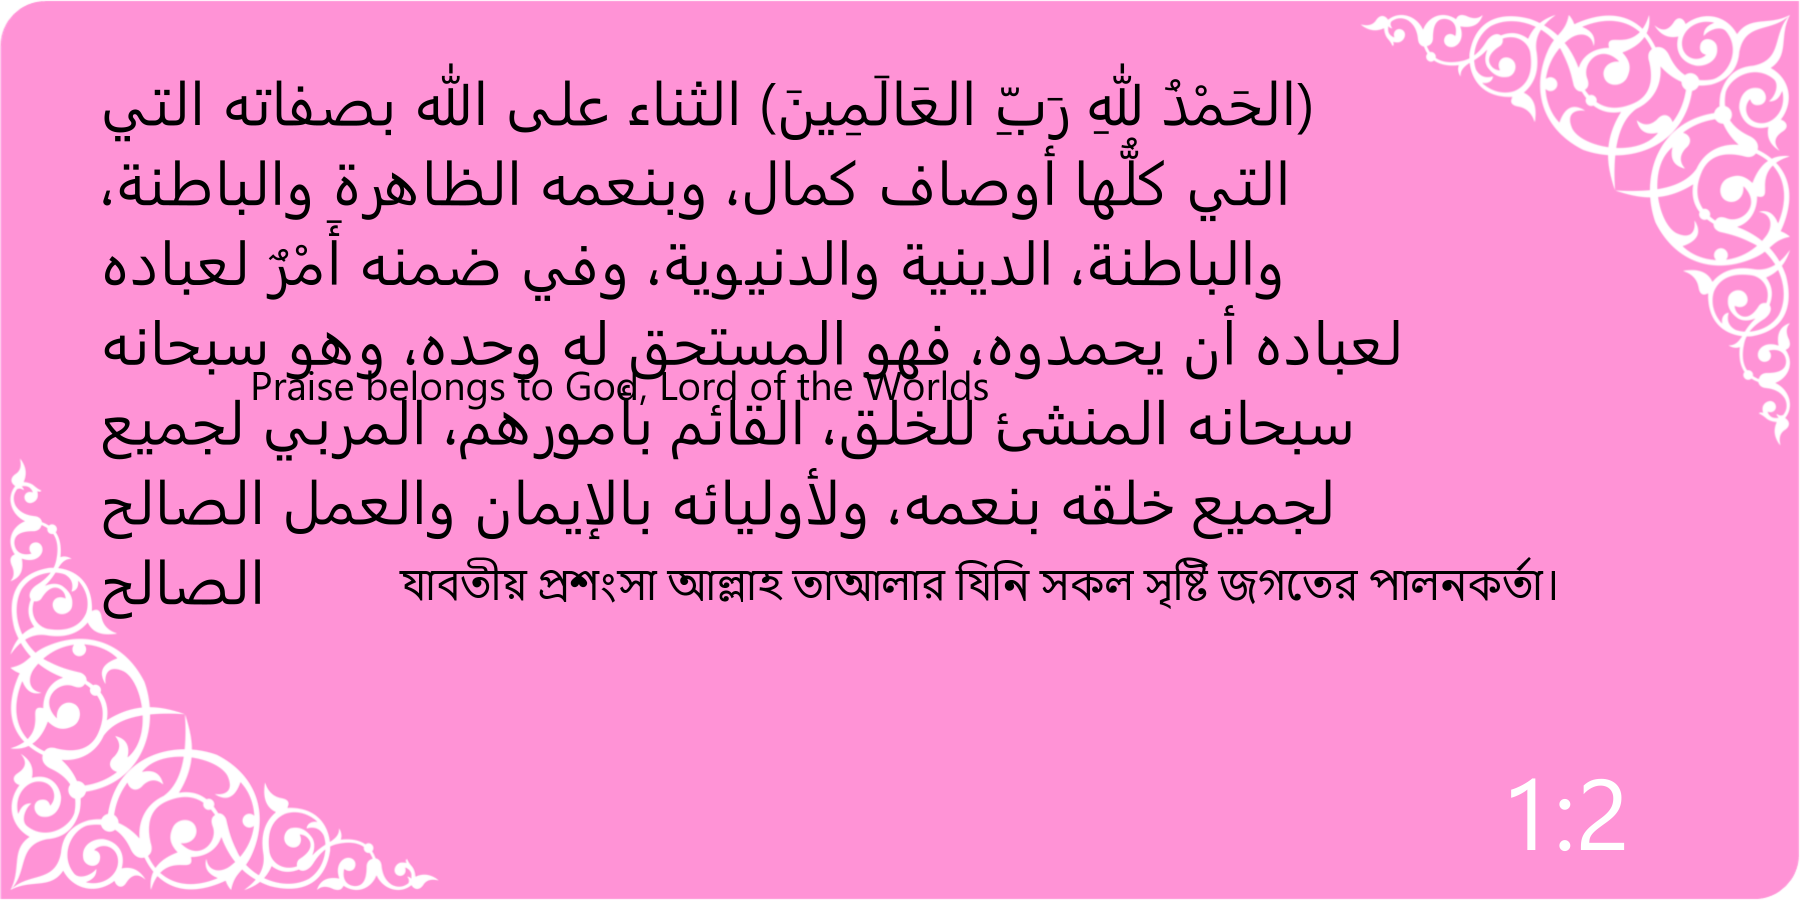 (الحَمْدُ للهِ رَبِّ العَالَمِينَ) الثناء على الله بصفاته التي
التي كلُّها أوصاف كمال، وبنعمه الظاهرة والباطنة،
والباطنة، الدينية والدنيوية، وفي ضمنه أَمْرٌ لعباده
لعباده أن يحمدوه، فهو المستحق له وحده، وهو سبحانه
Praise belongs to God, Lord of the Worlds
سبحانه المنشئ للخلق، القائم بأمورهم، المربي لجميع
لجميع خلقه بنعمه، ولأوليائه بالإيمان والعمل الصالح
الصالح
যাবতীয় প্রশংসা আল্লাহ তাআলার যিনি সকল সৃষ্টি জগতের পালনকর্তা।
1:2